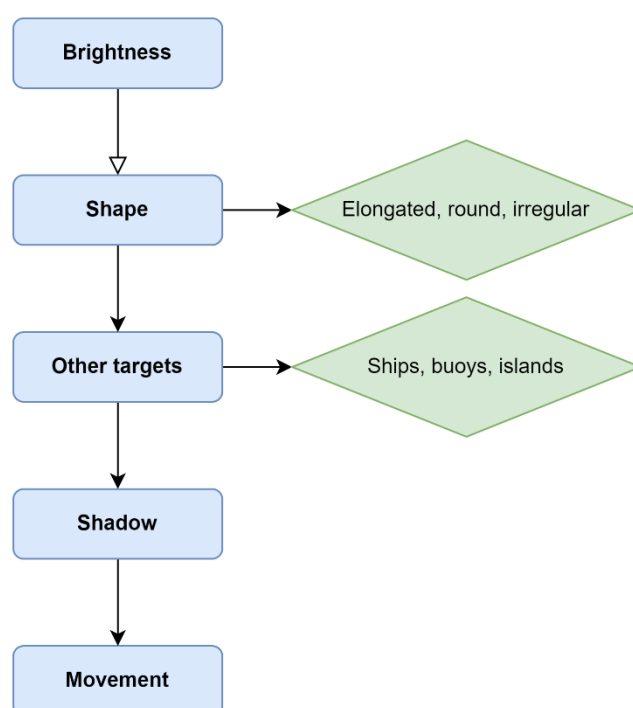 Brightness
Shape
Elongated, round, irregular
Other targets
Ships, buoys, islands
Shadow
Movement